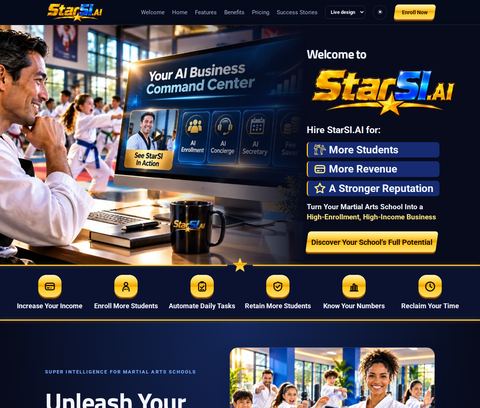 StarSI.AI
Welcome
Home
Features
Benefits
Pricing
Success Stories
Live design
Enroll Now
Your AI Business
Command Center
See StarSI
In Action
AI
Enrollment
AI
Concierge
AI
Secretary
StarSI.AI
Welcome to
StarSI.AI
Hire StarSI.AI for:
More Students
More Revenue
A Stronger Reputation
Turn Your Martial Arts School Into a
High-Enrollment, High-Income Business
Discover Your School's Full Potential
Increase Your Income
Enroll More Students
Automate Daily Tasks
Retain More Students
Know Your Numbers
Reclaim Your Time
SUPER INTELLIGENCE FOR MARTIAL ARTS SCHOOLS
Unleash Your